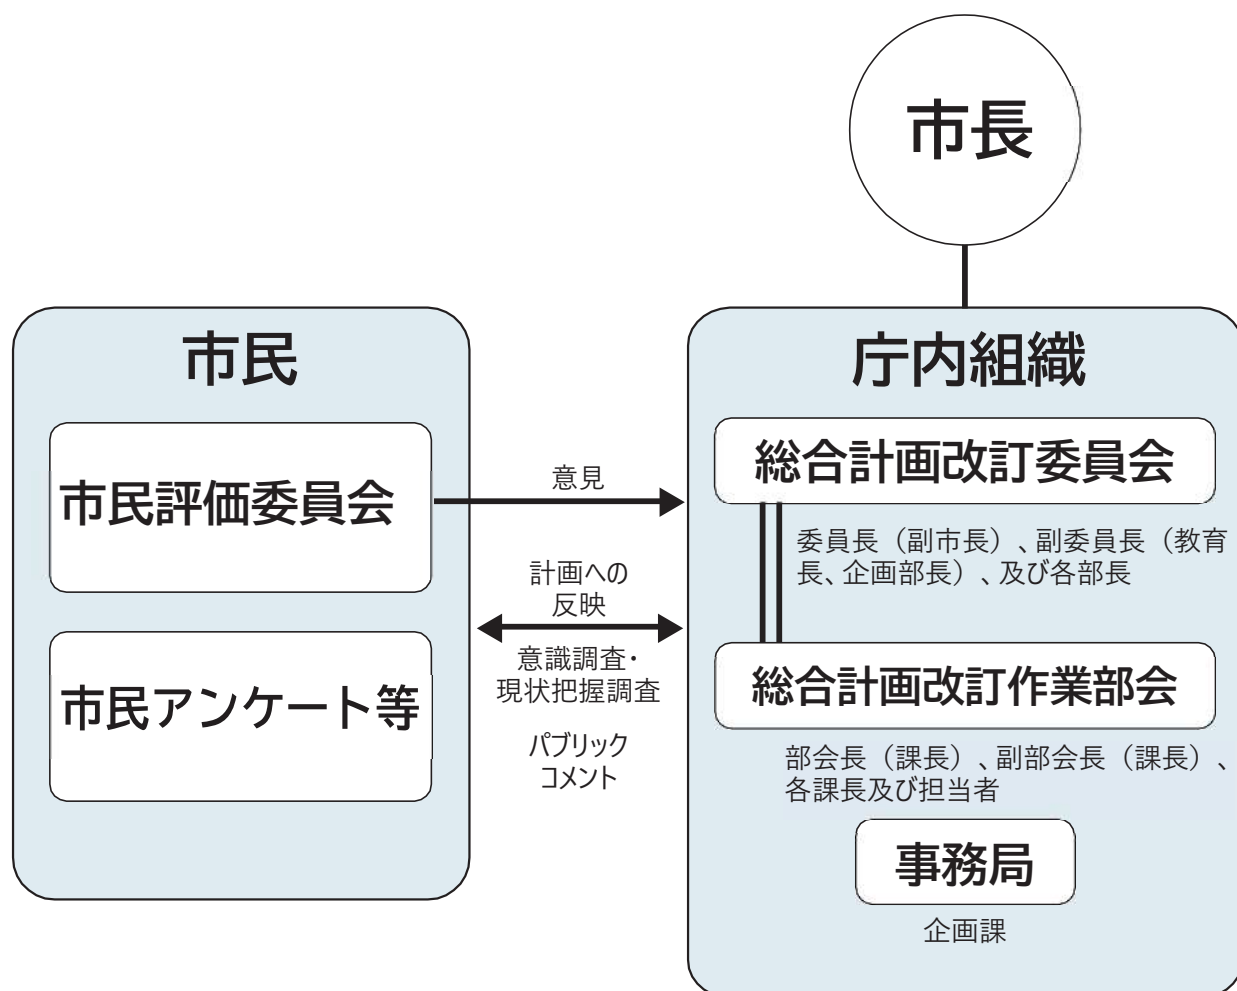 市長
市民
市民評価委員会
市民アンケート等
意見
計画への
反映
意識調査・
現状把握調査
パブリック
コメント
庁内組織
総合計画改訂委員会
委員長（副市長）、副委員長（教育
長、企画部長）、及び各部長
総合計画改訂作業部会
部会長（課長）、副部会長（課長）、
各課長及び担当者
事務局
企画課